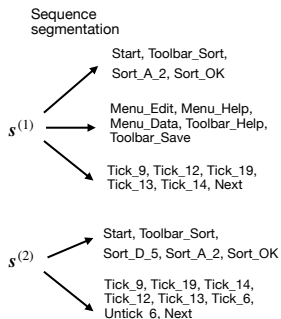 Sequence
segmentation
Start, Toolbar_Sort,
Sort_A_2, Sort_OK
s(1)
Menu_Edit, Menu_Help,
Menu_Data, Toolbar_Help,
Toolbar_Save
Tick_9, Tick_12, Tick_19,
Tick_13, Tick_14, Next
Start, Toolbar_Sort,
Sort_D_5, Sort_A_2, Sort_OK
s(2)
Tick_9, Tick_19, Tick_14,
Tick_12, Tick_13, Tick_6,
Untick_6, Next